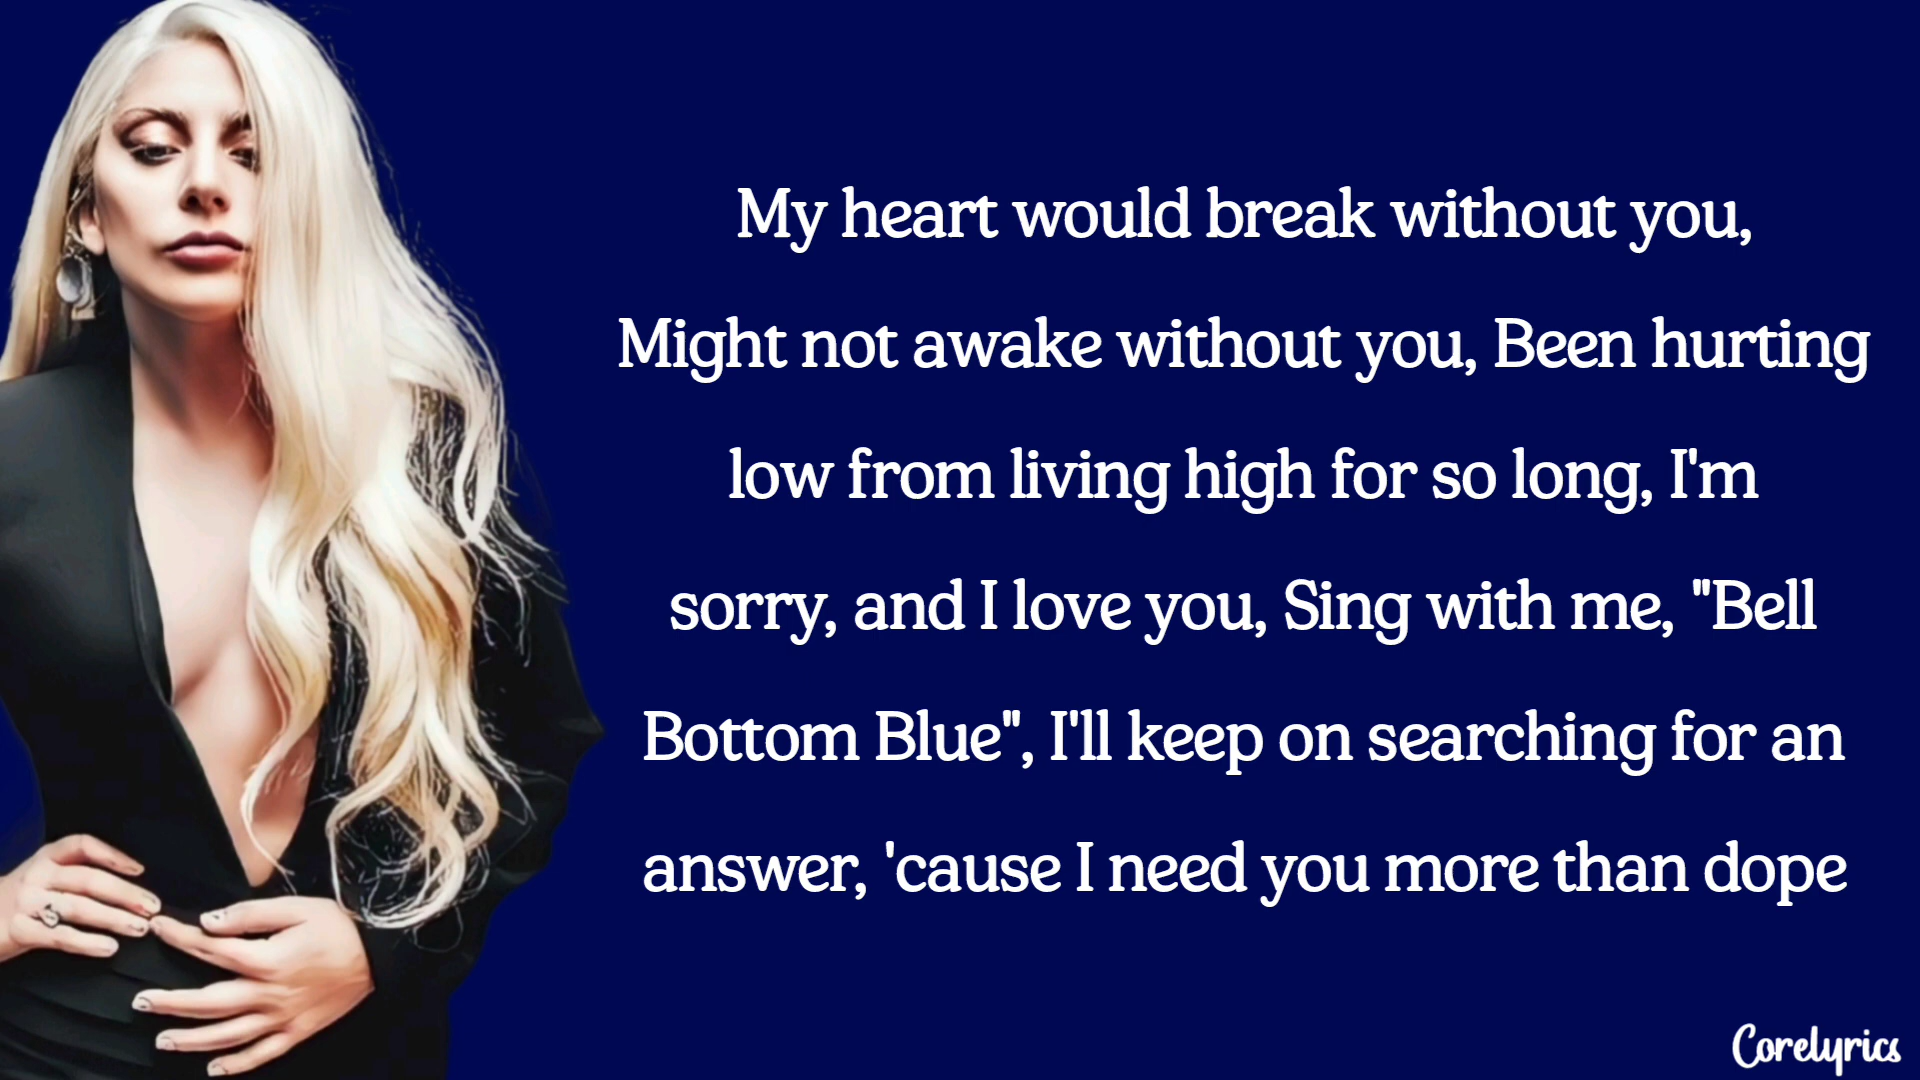 My heart would break without you,
Might not awake without you, Been hurting
low from living high for so long, I'm
sorry, and I love you, Sing with me, "Bell
Bottom Blue", I'll keep on searching for an
answer, 'cause I need you more than dope
Corelyrics